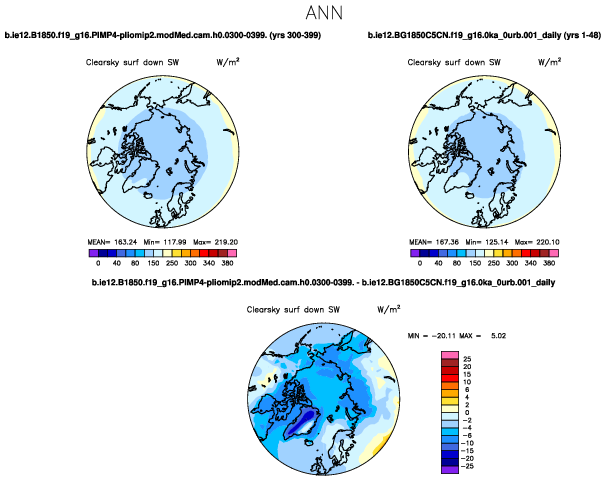 ANN
b.ie12.B1850.f19_g16.PIMP4-pliomip2.modMed.cam.h0.0300-0399. (yrs 300-399)
b.ie12.BG1850C5CN.f19_g16.0ka_0urb.001_daily (yrs 1-48)
Clearsky surf down SW W/m²
Clearsky surf down SW W/m²
MEAN= 163.24 Min= 117.99 Max= 219.20
MEAN= 167.36 Min= 125.14 Max= 220.10
0 40 80 150 250 300 340 380
0 40 80 150 250 300 340 380
b.ie12.B1850.f19_g16.PIMP4-pliomip2.modMed.cam.h0.0300-0399. - b.ie12.BG1850C5CN.f19_g16.0ka_0urb.001_daily
Clearsky surf down SW W/m²
MIN = -20.11 MAX = 5.02
25
20
15
10
6
4
2
0
-2
-4
-6
-10
-15
-20
-25